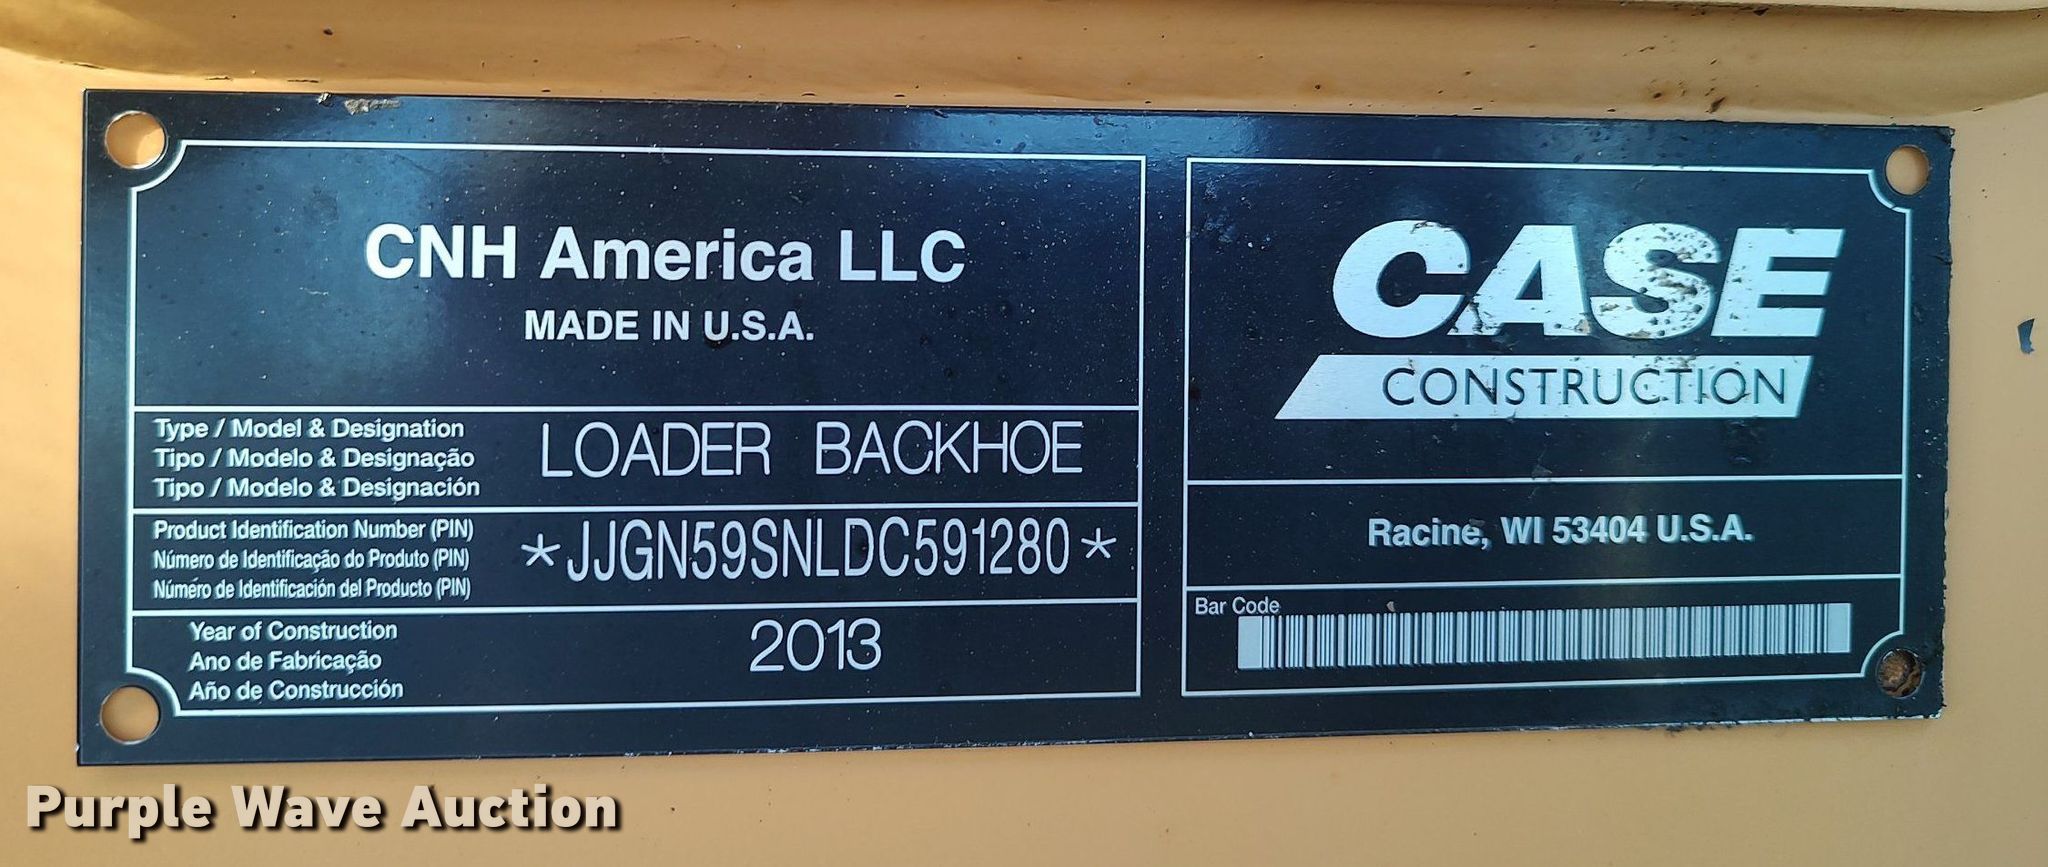 CNH America LLC
MADE IN U.S.A.
Type / Model & Designation
Tipo / Modelo & Designação
Tipo / Modelo & Designación
LOADER BACKHOE
Product Identification Number (PIN)
Número de Identificação do Produto (PIN)
Número de Identificación del Producto (PIN)
*JJGN59SNLDC591280*
Year of Construction
Ano de Fabricação
Año de Construcción
2013
CASE
CONSTRUCTION
Racine, WI 53404 U.S.A.
Bar Code
Purple Wave Auction